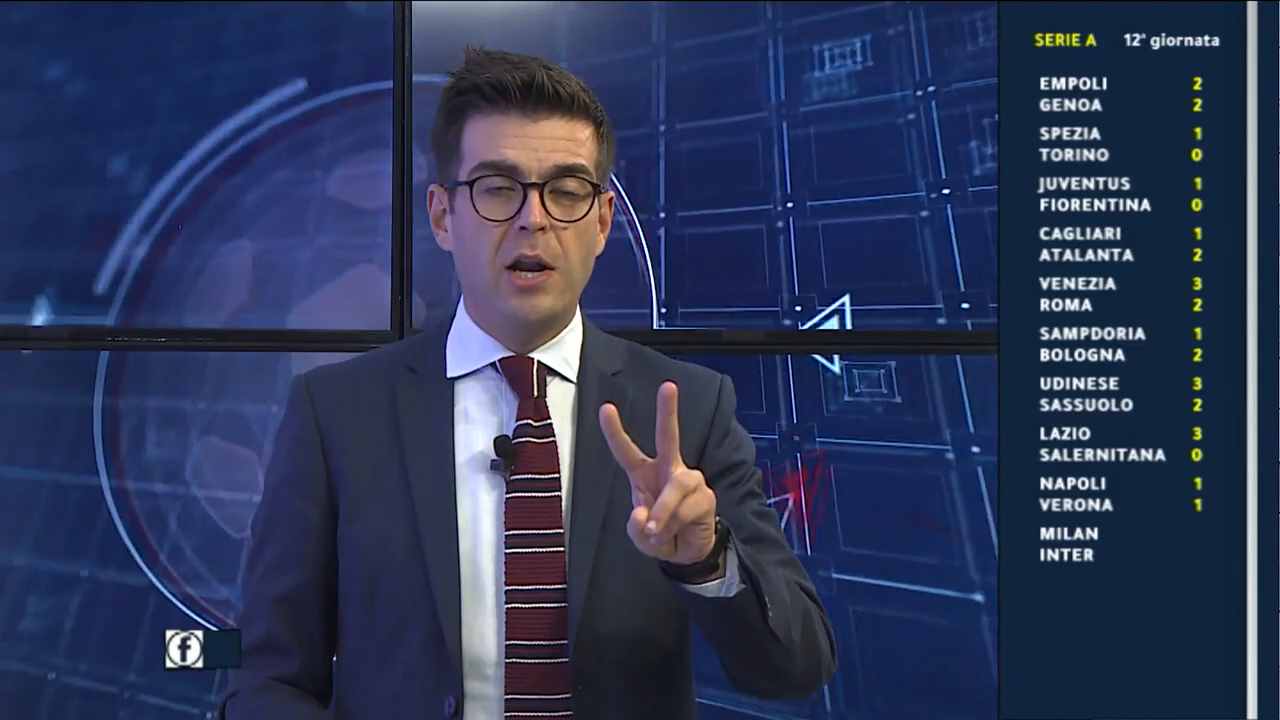 SERIE A 12ª giornata
EMPOLI 2
GENOA 2
SPEZIA 1
TORINO 0
JUVENTUS 1
FIORENTINA 0
CAGLIARI 1
ATALANTA 2
VENEZIA 3
ROMA 2
SAMPDORIA 1
BOLOGNA 2
UDINESE 3
SASSUOLO 2
LAZIO 3
SALERNITANA 0
NAPOLI 1
VERONA 1
MILAN
INTER
f